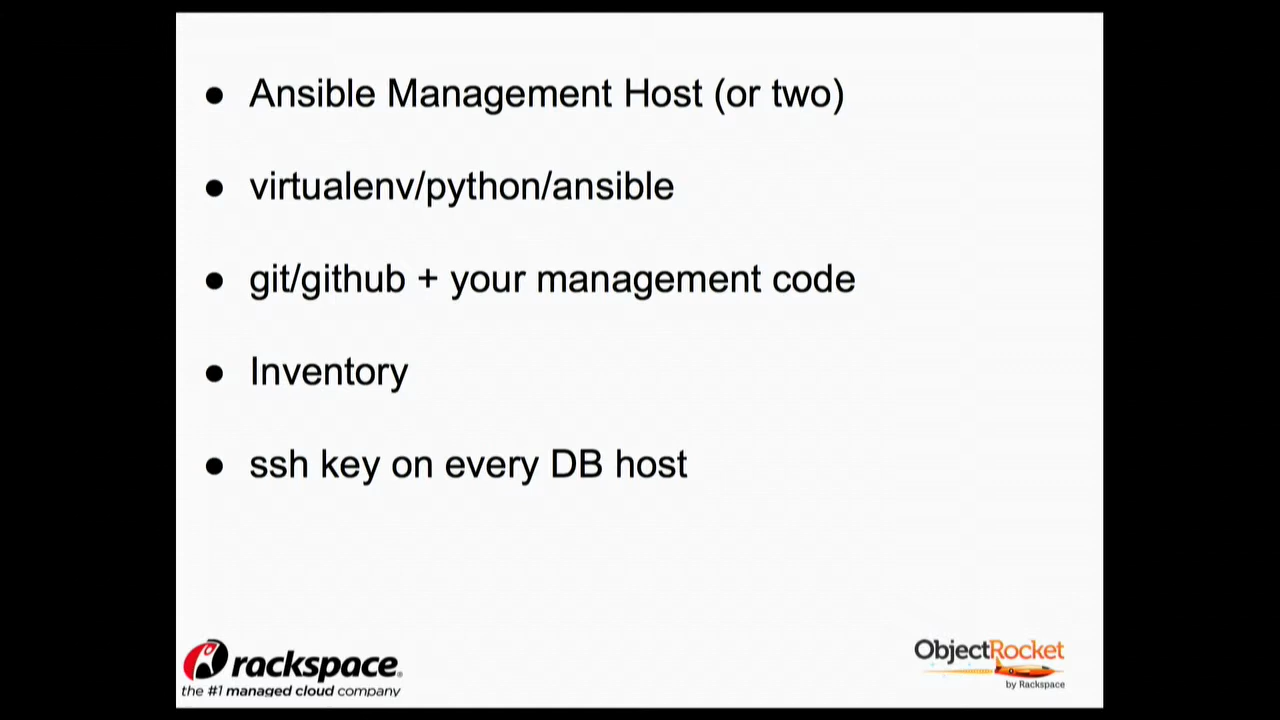 ● Ansible Management Host (or two)
● virtualenv/python/ansible
● git/github + your management code
● Inventory
● ssh key on every DB host
rackspace®
the #1 managed cloud company
ObjectRocket
by Rackspace